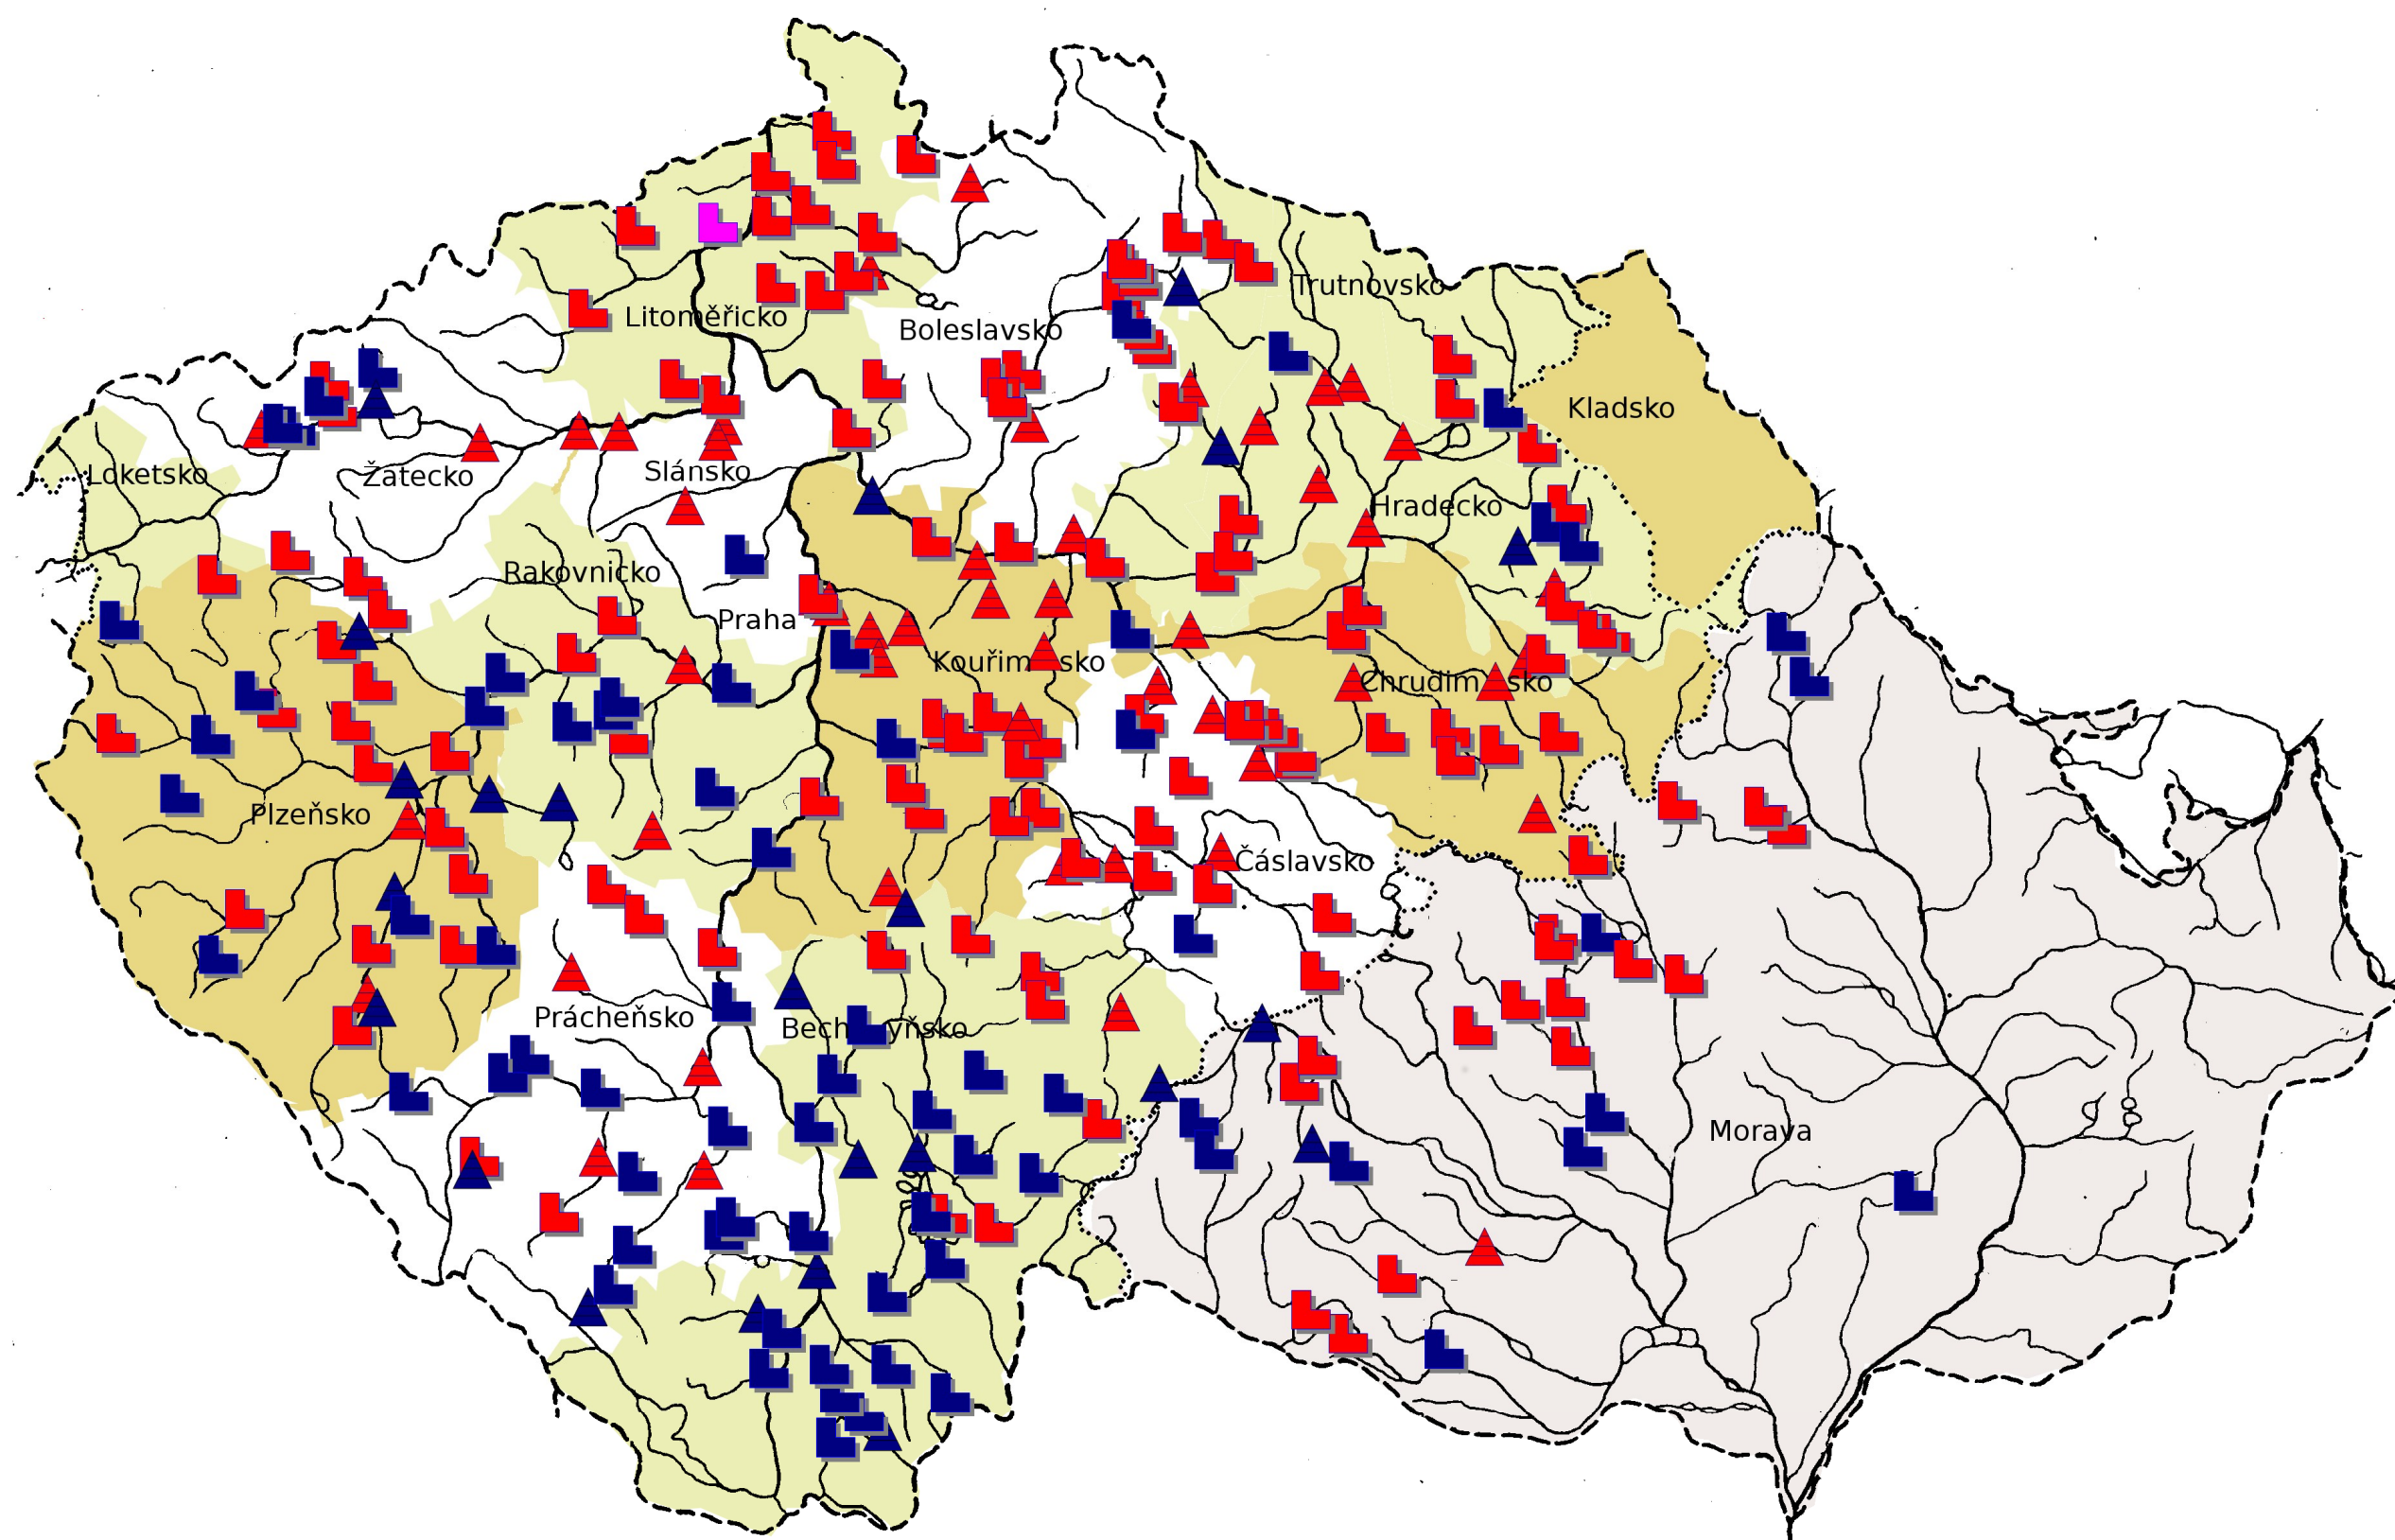 Trutnovsko
Litoměřicko
Boleslavsko
Kladsko
Loketsko
Žatecko
Slánsko
Hradecko
Rakovnicko
Praha
Kouřimsko
Chrudimsko
Plzeňsko
Čáslavsko
Prácheňsko
Bechyňsko
Morava